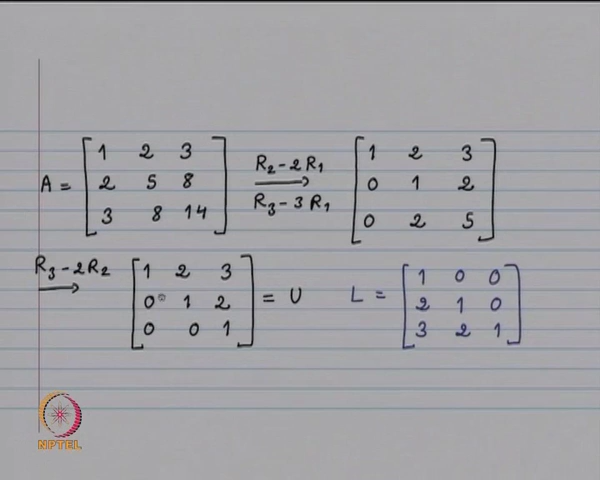 A = [ 1 2 3 R₂-2R₁ [ 1 2 3
2 5 8 0 1 2
3 8 14 ] R₃-3R₁ 0 2 5 ]
R₃-2R₂ [ 1 2 3
0 1 2
0 0 1 ] = U
L = [ 1 0 0
2 1 0
3 2 1 ]
NPTEL